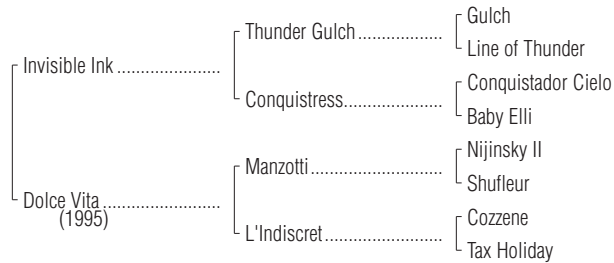 Gulch
Thunder Gulch
Line of Thunder
Invisible Ink
Conquistador Cielo
Conquistress
Baby Elli
Nijinsky II
Manzotti
Shufleur
Dolce Vita
(1995)
Cozzene
L'Indiscret
Tax Holiday